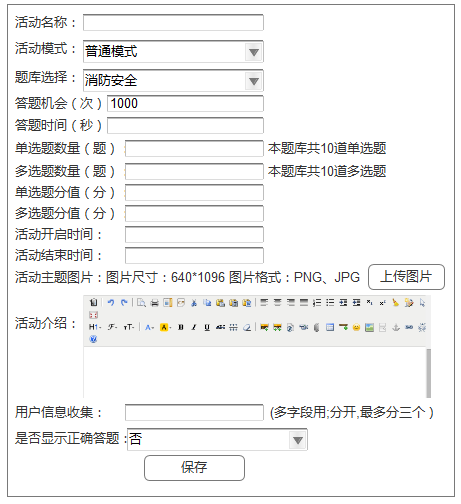 活动名称：
活动模式： 普通模式
题库选择： 消防安全
答题机会（次） 1000
答题时间（秒）
单选题数量（题） 本题库共10道单选题
多选题数量（题） 本题库共10道多选题
单选题分值（分）
多选题分值（分）
活动开启时间：
活动结束时间：
活动主题图片：图片尺寸：640*1096 图片格式：PNG、JPG 上传图片
活动介绍：
H1 F тT A A B I U ABC
用户信息收集： (多字段用;分开,最多分三个）
是否显示正确答题： 否
保存